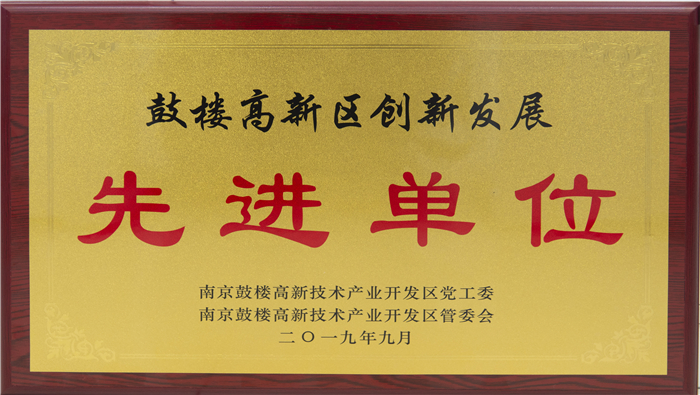 鼓楼高新区创新发展
先进单位
南京鼓楼高新技术产业开发区党工委
南京鼓楼高新技术产业开发区管委会
二〇一九年九月